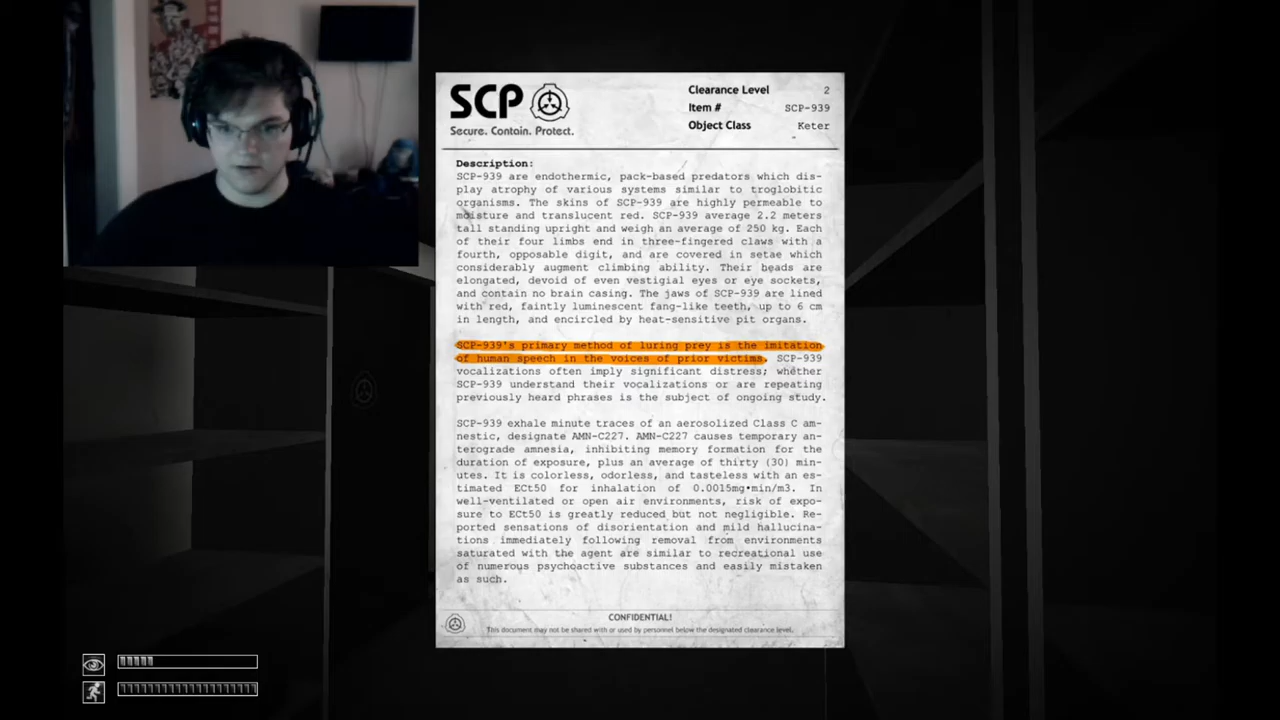 SCP
Secure. Contain. Protect.
Clearance Level 2
Item # SCP-939
Object Class Keter
Description:
SCP-939 are endothermic, pack-based predators which dis-
play atrophy of various systems similar to troglobitic
organisms. The skins of SCP-939 are highly permeable to
moisture and translucent red. SCP-939 average 2.2 meters
tall standing upright and weigh an average of 250 kg. Each
of their four limbs end in three-fingered claws with a
fourth, opposable digit, and are covered in setae which
considerably augment climbing ability. Their heads are
elongated, devoid of even vestigial eyes or eye sockets,
and contain no brain casing. The jaws of SCP-939 are lined
with red, faintly luminescent fang-like teeth, up to 6 cm
in length, and encircled by heat-sensitive pit organs.
SCP-939's primary method of luring prey is the imitation
of human speech in the voices of prior victims. SCP-939
vocalizations often imply significant distress; whether
SCP-939 understand their vocalizations or are repeating
previously heard phrases is the subject of ongoing study.
SCP-939 exhale minute traces of an aerosolized Class C am-
nestic, designate AMN-C227. AMN-C227 causes temporary an-
terograde amnesia, inhibiting memory formation for the
duration of exposure, plus an average of thirty (30) min-
utes. It is colorless, odorless, and tasteless with an es-
timated ECt50 for inhalation of 0.0015mg•min/m3. In
well-ventilated or open air environments, risk of expo-
sure to ECt50 is greatly reduced but not negligible. Re-
ported sensations of disorientation and mild hallucina-
tions immediately following removal from environments
saturated with the agent are similar to recreational use
of numerous psychoactive substances and easily mistaken
as such.
CONFIDENTIAL!
This document may not be shared with or used by personnel below the designated clearance level.